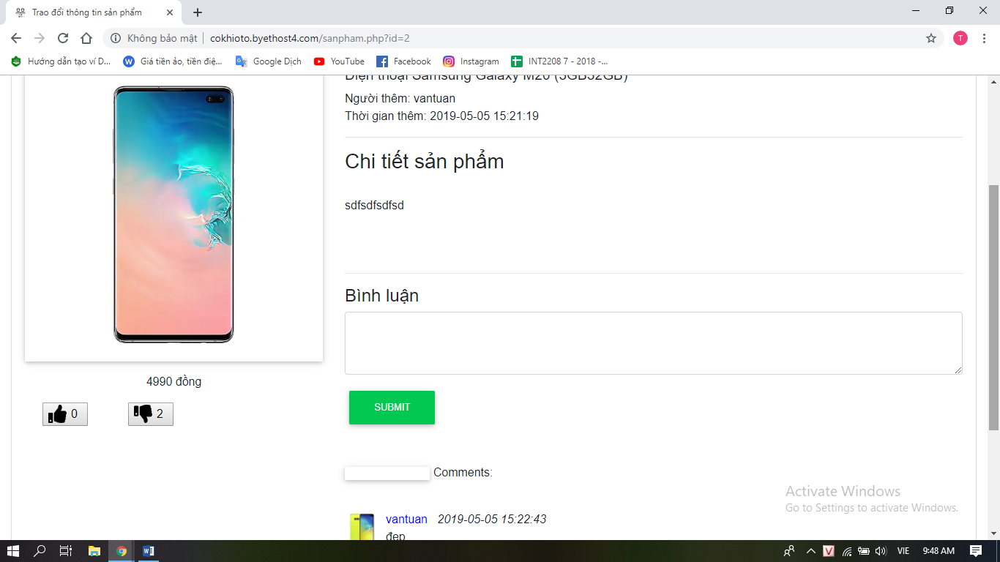 Trao đổi thông tin sản phẩm
Không bảo mật
cokhioto.byethost4.com/sanpham.php?id=2
T
Hướng dẫn tạo ví D...
Giá tiền ảo, tiền điệ...
Google Dịch
YouTube
Facebook
Instagram
INT2208 7 - 2018 -...
Điện thoại Samsung Galaxy M20 (3GB32GB)
Người thêm: vantuan
Thời gian thêm: 2019-05-05 15:21:19
Chi tiết sản phẩm
sdfsdfsdfsd
Bình luận
4990 đồng
0
2
SUBMIT
Comments:
vantuan 2019-05-05 15:22:43
đẹp
Activate Windows
Go to Settings to activate Windows.
VIE
9:48 AM